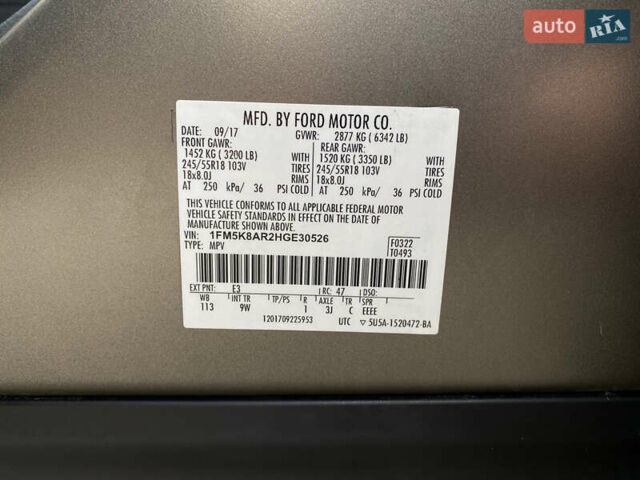 auto RIA .com
MFD. BY FORD MOTOR CO.
DATE: 09/17 GVWR: 2877 KG ( 6342 LB)
FRONT GAWR: REAR GAWR:
1452 KG ( 3200 LB) WITH 1520 KG ( 3350 LB) WITH
245/55R18 103V TIRES 245/55R18 103V TIRES
18x8.0J RIMS 18x8.0J RIMS
AT 250 kPa/ 36 PSI COLD AT 250 kPa/ 36 PSI COLD
THIS VEHICLE CONFORMS TO ALL APPLICABLE FEDERAL MOTOR
VEHICLE SAFETY STANDARDS IN EFFECT ON THE DATE OF
MANUFACTURE SHOWN ABOVE.
VIN: 1FM5K8AR2HGE30526 F0322
TYPE: MPV T0493
EXT PNT: E3 RC: 47 DSO:
WB INT TR TP/PS R AXLE TR SPR
113 9W 1 3J C EEEE
1201709225953 UTC ▽ 5U5A-1520472-BA